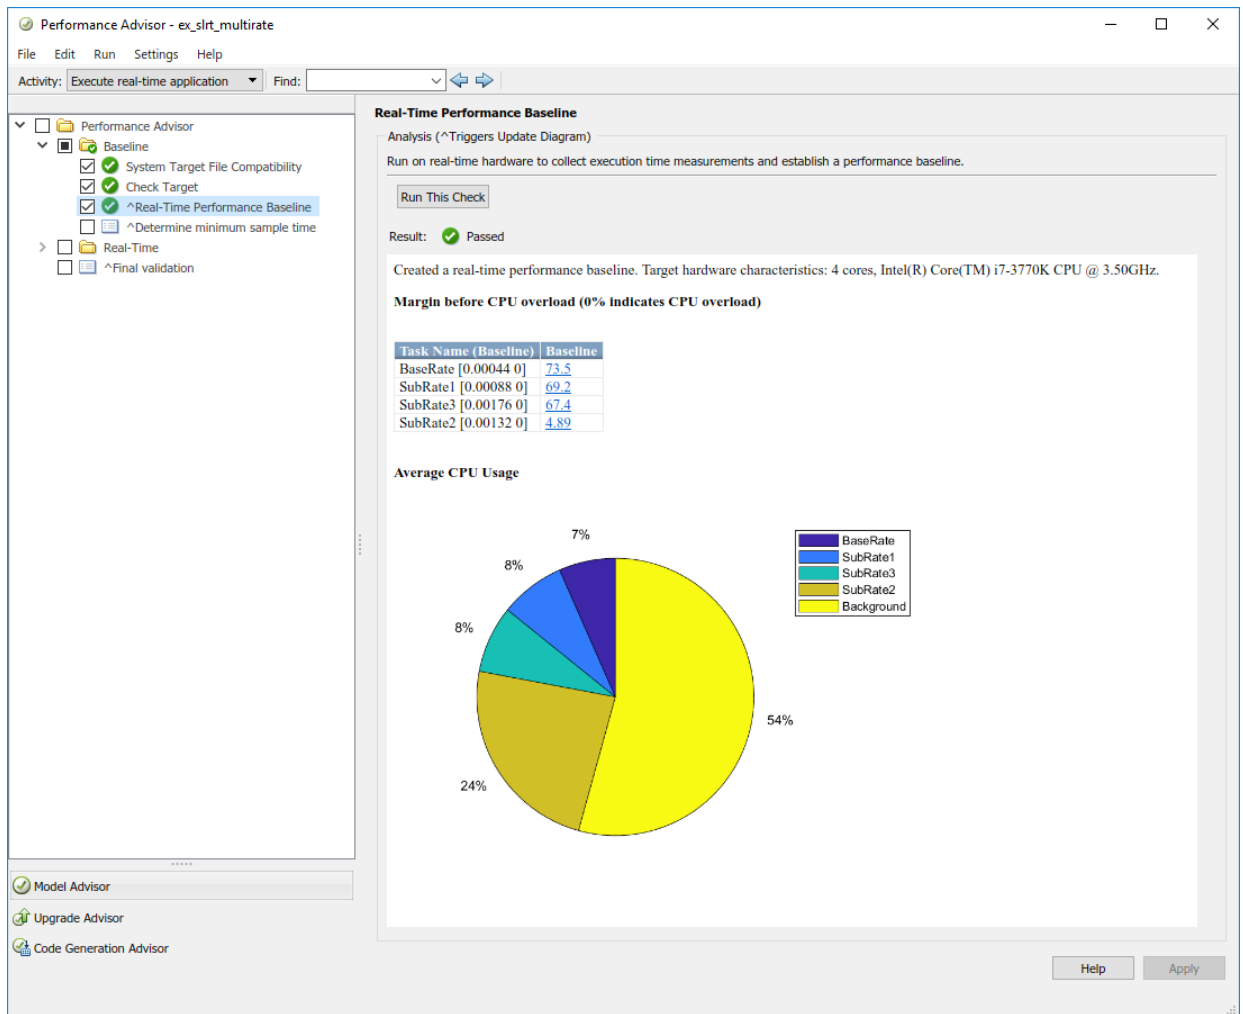 Performance Advisor - ex_slrt_multirate
File Edit Run Settings Help
Activity: Execute real-time application Find:
Performance Advisor
Baseline
System Target File Compatibility
Check Target
^Real-Time Performance Baseline
^Determine minimum sample time
Real-Time
^Final validation
Model Advisor
Upgrade Advisor
Code Generation Advisor
Real-Time Performance Baseline
Analysis (^Triggers Update Diagram)
Run on real-time hardware to collect execution time measurements and establish a performance baseline.
Run This Check
Result: Passed
Created a real-time performance baseline. Target hardware characteristics: 4 cores, Intel(R) Core(TM) i7-3770K CPU @ 3.50GHz.
Margin before CPU overload (0% indicates CPU overload)
Task Name (Baseline) Baseline
BaseRate [0.00044 0] 73.5
SubRate1 [0.00088 0] 69.2
SubRate3 [0.00176 0] 67.4
SubRate2 [0.00132 0] 4.89
Average CPU Usage
7%
8%
8%
24%
54%
BaseRate
SubRate1
SubRate3
SubRate2
Background
Help Apply